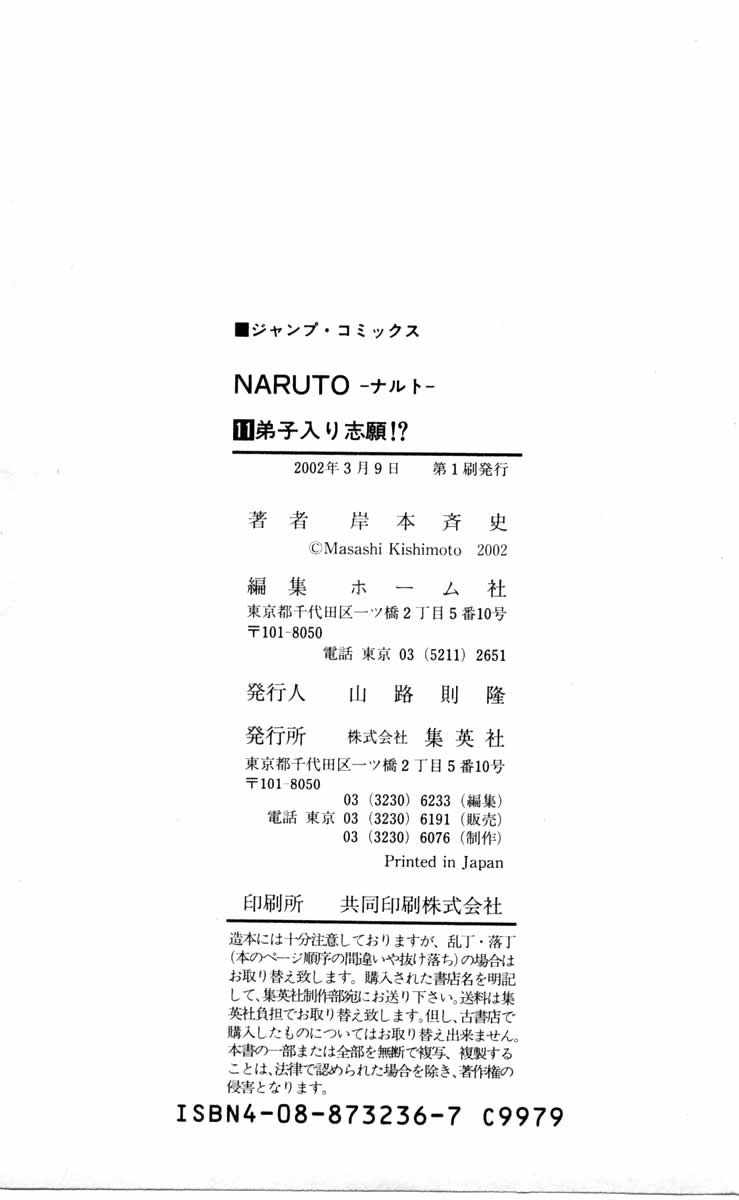 ■ジャンプ・コミックス
NARUTO -ナルト-
11弟子入り志願!?
2002年3月9日 第1刷発行
著者 岸本斉史
©Masashi Kishimoto 2002
編集 ホーム社
東京都千代田区一ツ橋2丁目5番10号
〒101-8050
電話 東京 03 (5211) 2651
発行人 山路則隆
発行所 株式会社 集英社
東京都千代田区一ツ橋2丁目5番10号
〒101-8050
03 (3230) 6233 (編集)
電話 東京 03 (3230) 6191 (販売)
03 (3230) 6076 (制作)
Printed in Japan
印刷所 共同印刷株式会社
造本には十分注意しておりますが、乱丁・落丁
(本のページ順序の間違いや抜け落ち)の場合は
お取り替え致します。購入された書店名を明記
して、集英社制作部宛にお送り下さい。送料は集
英社負担でお取り替え致します。但し、古書店で
購入したものについてはお取り替え出来ません。
本書の一部または全部を無断で複写、複製する
ことは、法律で認められた場合を除き、著作権の
侵害となります。
ISBN4-08-873236-7 C9979